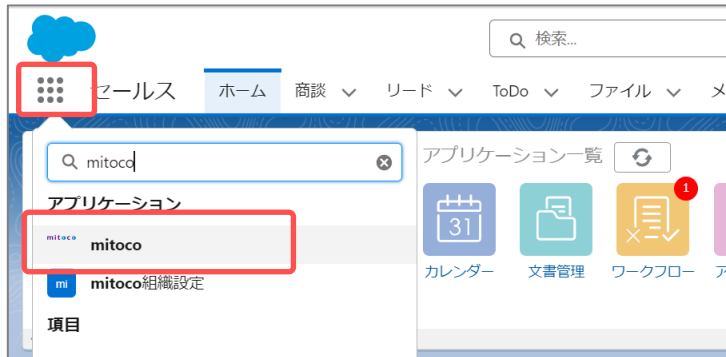 検索...
セールス ホーム 商談 リード ToDo ファイル メ
mitoco
アプリケーション一覧
アプリケーション
mitoco mitoco
mi mitoco組織設定
項目
31
1
カレンダー 文書管理 ワークフロー ア